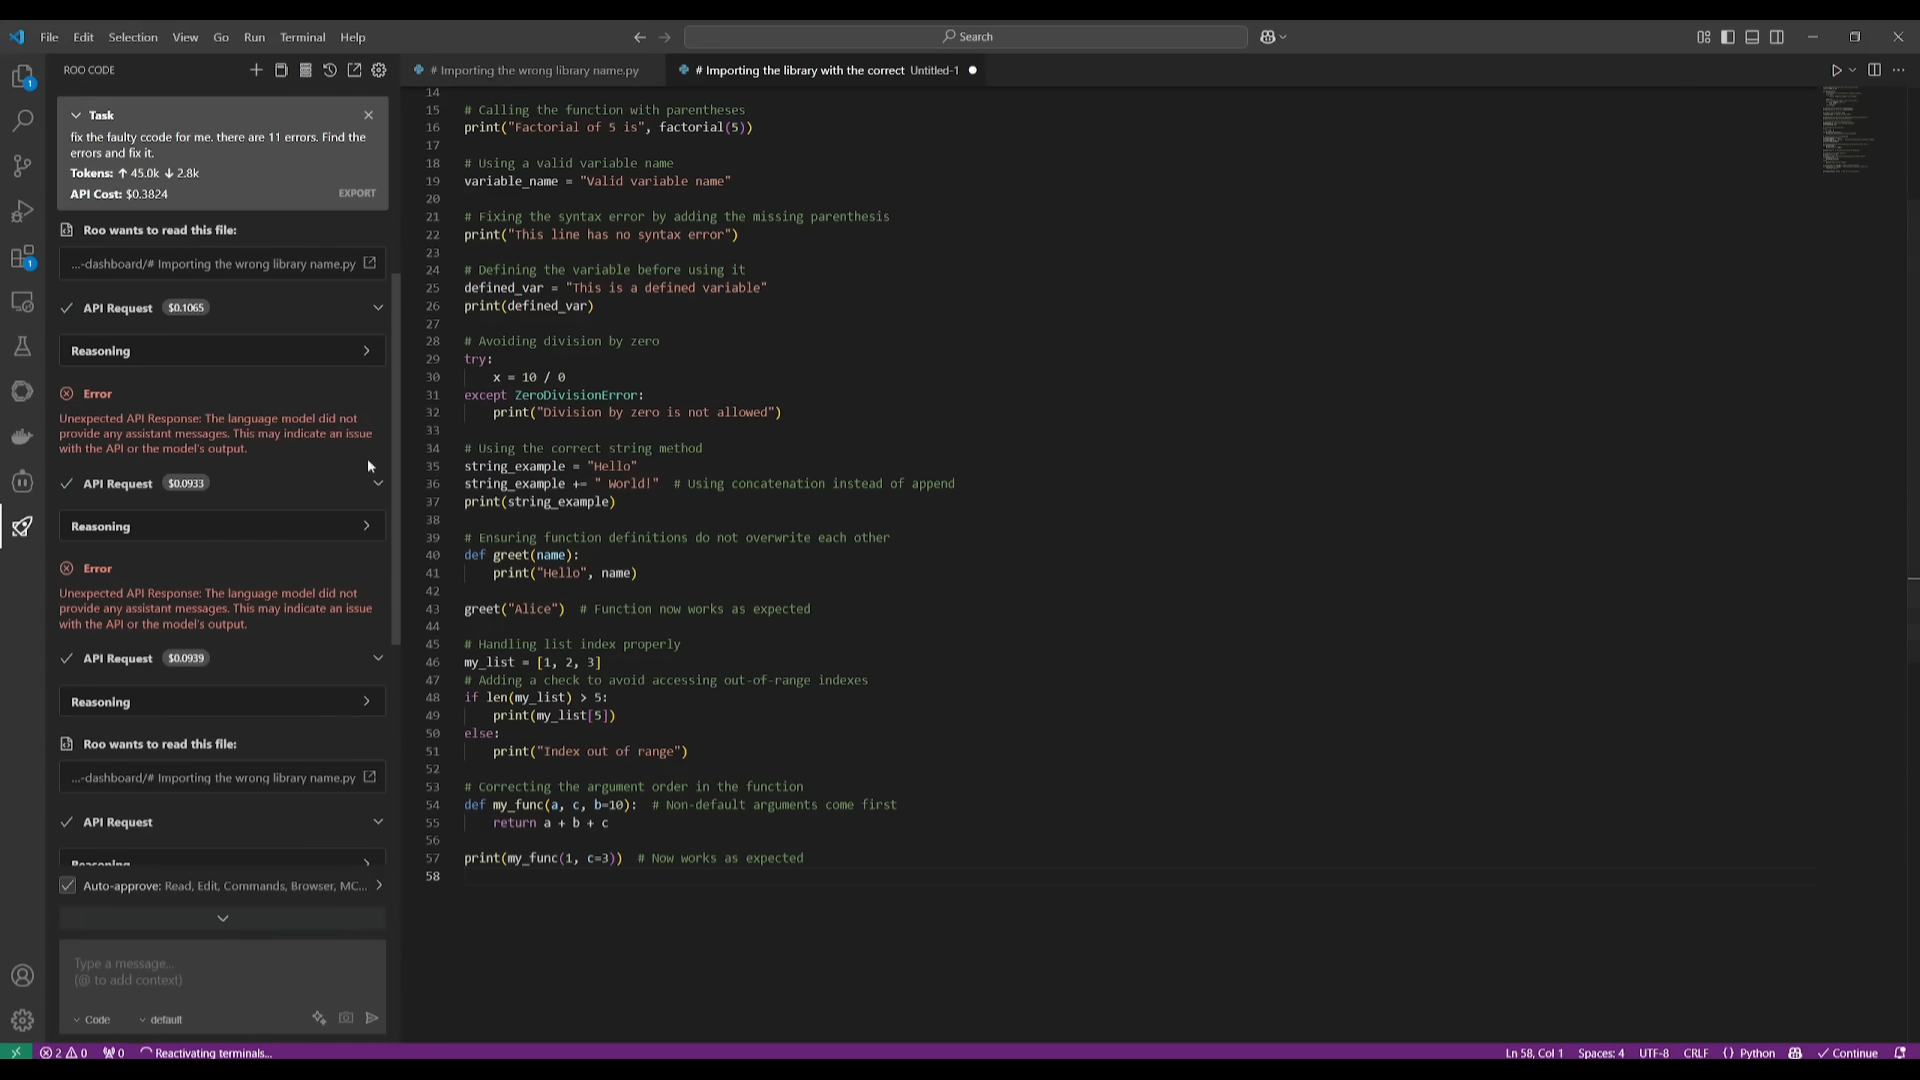 File Edit Selection View Go Run Terminal Help
Search
ROO CODE
# Importing the wrong library name.py
# Importing the library with the correct Untitled-1
Task
fix the faulty ccode for me. there are 11 errors. Find the
errors and fix it.
Tokens: ↑ 45.0k ↓ 2.8k
API Cost: $0.3824
EXPORT
Roo wants to read this file:
...-dashboard/# Importing the wrong library name.py
API Request $0.1065
Reasoning
Error
Unexpected API Response: The language model did not
provide any assistant messages. This may indicate an issue
with the API or the model's output.
API Request $0.0933
Reasoning
Error
Unexpected API Response: The language model did not
provide any assistant messages. This may indicate an issue
with the API or the model's output.
API Request $0.0939
Reasoning
Roo wants to read this file:
...-dashboard/# Importing the wrong library name.py
API Request
Reasoning
Auto-approve: Read, Edit, Commands, Browser, MC...
Type a message...
(@ to add context)
Code default
14
15 # Calling the function with parentheses
16 print("Factorial of 5 is", factorial(5))
17
18 # Using a valid variable name
19 variable_name = "Valid variable name"
20
21 # Fixing the syntax error by adding the missing parenthesis
22 print("This line has no syntax error")
23
24 # Defining the variable before using it
25 defined_var = "This is a defined variable"
26 print(defined_var)
27
28 # Avoiding division by zero
29 try:
30 x = 10 / 0
31 except ZeroDivisionError:
32 print("Division by zero is not allowed")
33
34 # Using the correct string method
35 string_example = "Hello"
36 string_example += " World!" # Using concatenation instead of append
37 print(string_example)
38
39 # Ensuring function definitions do not overwrite each other
40 def greet(name):
41 print("Hello", name)
42
43 greet("Alice") # Function now works as expected
44
45 # Handling list index properly
46 my_list = [1, 2, 3]
47 # Adding a check to avoid accessing out-of-range indexes
48 if len(my_list) > 5:
49 print(my_list[5])
50 else:
51 print("Index out of range")
52
53 # Correcting the argument order in the function
54 def my_func(a, c, b=10): # Non-default arguments come first
55 return a + b + c
56
57 print(my_func(1, c=3)) # Now works as expected
58
1
1
2 0 0 Reactivating terminals...
Ln 58, Col 1 Spaces: 4 UTF-8 CRLF {} Python Continue